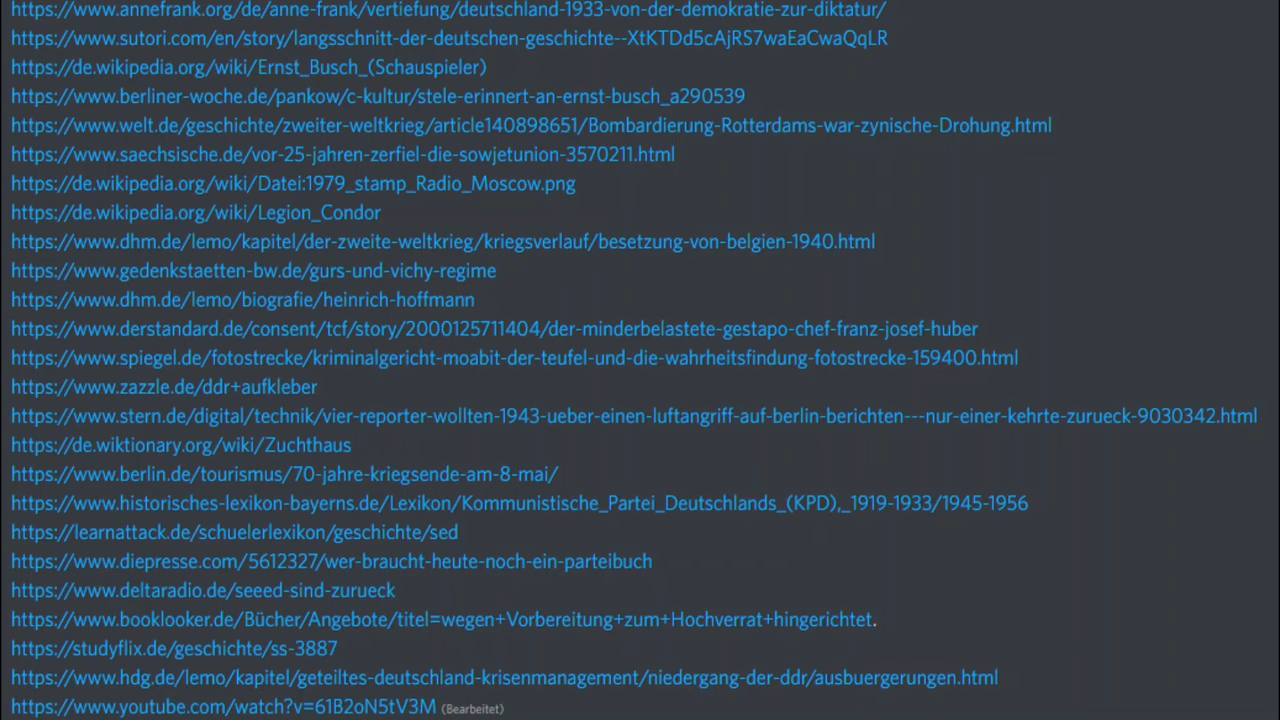 https://www.annefrank.org/de/anne-frank/vertiefung/deutschland-1933-von-der-demokratie-zur-diktatur/
https://www.sutori.com/en/story/langsschnitt-der-deutschen-geschichte--XtKTDd5cAjRS7waEaCwaQqLR
https://de.wikipedia.org/wiki/Ernst_Busch_(Schauspieler)
https://www.berliner-woche.de/pankow/c-kultur/stele-erinnert-an-ernst-busch_a290539
https://www.welt.de/geschichte/zweiter-weltkrieg/article140898651/Bombardierung-Rotterdams-war-zynische-Drohung.html
https://www.saechsische.de/vor-25-jahren-zerfiel-die-sowjetunion-3570211.html
https://de.wikipedia.org/wiki/Datei:1979_stamp_Radio_Moscow.png
https://de.wikipedia.org/wiki/Legion_Condor
https://www.dhm.de/lemo/kapitel/der-zweite-weltkrieg/kriegsverlauf/besetzung-von-belgien-1940.html
https://www.gedenkstaetten-bw.de/gurs-und-vichy-regime
https://www.dhm.de/lemo/biografie/heinrich-hoffmann
https://www.derstandard.de/consent/tcf/story/2000125711404/der-minderbelastete-gestapo-chef-franz-josef-huber
https://www.spiegel.de/fotostrecke/kriminalgericht-moabit-der-teufel-und-die-wahrheitsfindung-fotostrecke-159400.html
https://www.zazzle.de/ddr+aufkleber
https://www.stern.de/digital/technik/vier-reporter-wollten-1943-ueber-einen-luftangriff-auf-berlin-berichten---nur-einer-kehrte-zurueck-9030342.html
https://de.wiktionary.org/wiki/Zuchthaus
https://www.berlin.de/tourismus/70-jahre-kriegsende-am-8-mai/
https://www.historisches-lexikon-bayerns.de/Lexikon/Kommunistische_Partei_Deutschlands_(KPD),_1919-1933/1945-1956
https://learnattack.de/schuelerlexikon/geschichte/sed
https://www.diepresse.com/5612327/wer-braucht-heute-noch-ein-parteibuch
https://www.deltaradio.de/seeed-sind-zurueck
https://www.booklooker.de/Bücher/Angebote/titel=wegen+Vorbereitung+zum+Hochverrat+hingerichtet.
https://studyflix.de/geschichte/ss-3887
https://www.hdg.de/lemo/kapitel/geteiltes-deutschland-krisenmanagement/niedergang-der-ddr/ausbuergerungen.html
https://www.youtube.com/watch?v=61B2oN5tV3M (Bearbeitet)